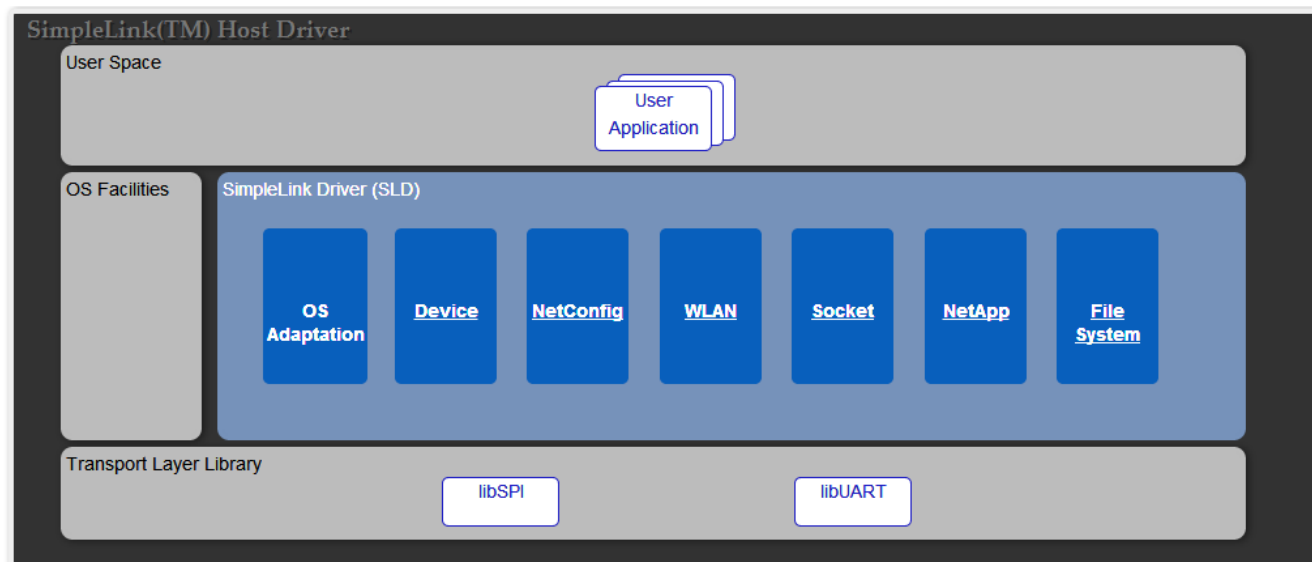 SimpleLink(TM) Host Driver
User Space
User
Application
OS Facilities
SimpleLink Driver (SLD)
OS
Adaptation
Device
NetConfig
WLAN
Socket
NetApp
File
System
Transport Layer Library
libSPI
libUART